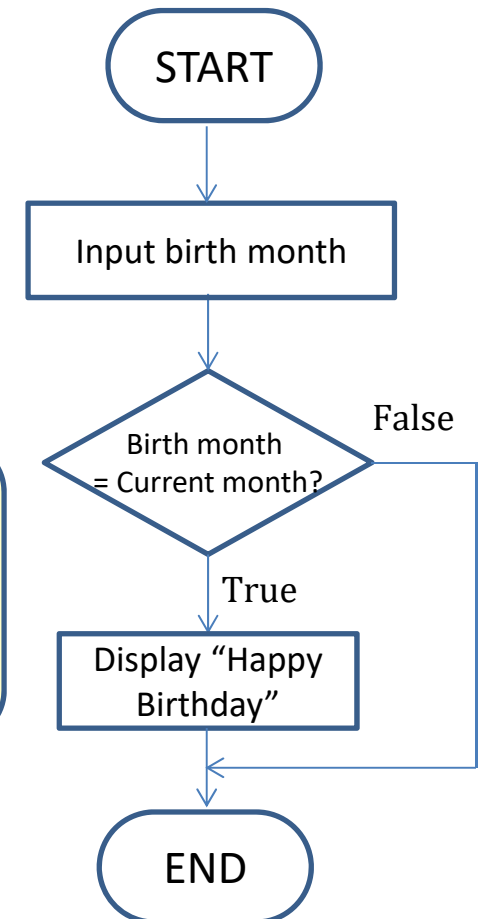 START
Input birth month
False
Birth month
= Current month?
True
Display “Happy
Birthday”
END